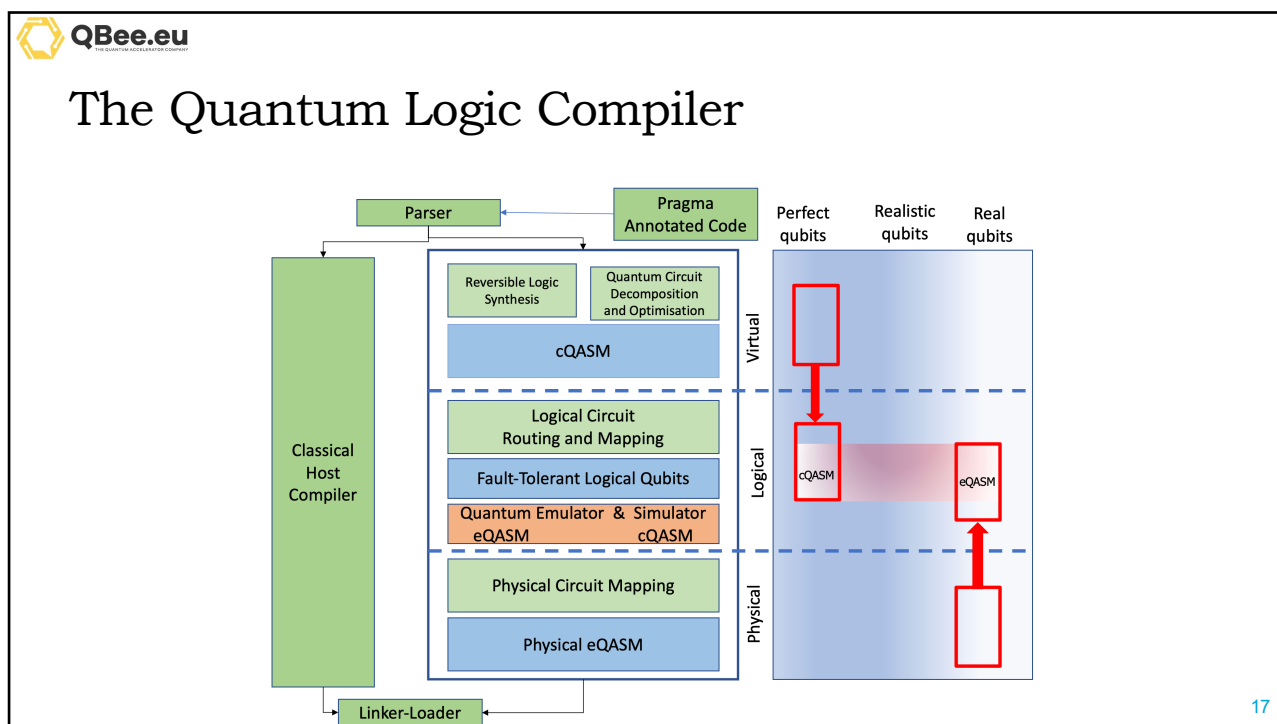 QBee.eu
THE QUANTUM ACCELERATOR COMPANY
The Quantum Logic Compiler
Parser
Pragma
Annotated Code
Perfect
qubits
Realistic
qubits
Real
qubits
Classical
Host
Compiler
Reversible Logic
Synthesis
Quantum Circuit
Decomposition
and Optimisation
cQASM
Virtual
Logical Circuit
Routing and Mapping
Fault-Tolerant Logical Qubits
Quantum Emulator & Simulator
eQASM cQASM
Logical
cQASM
eQASM
Physical Circuit Mapping
Physical eQASM
Physical
Linker-Loader
17